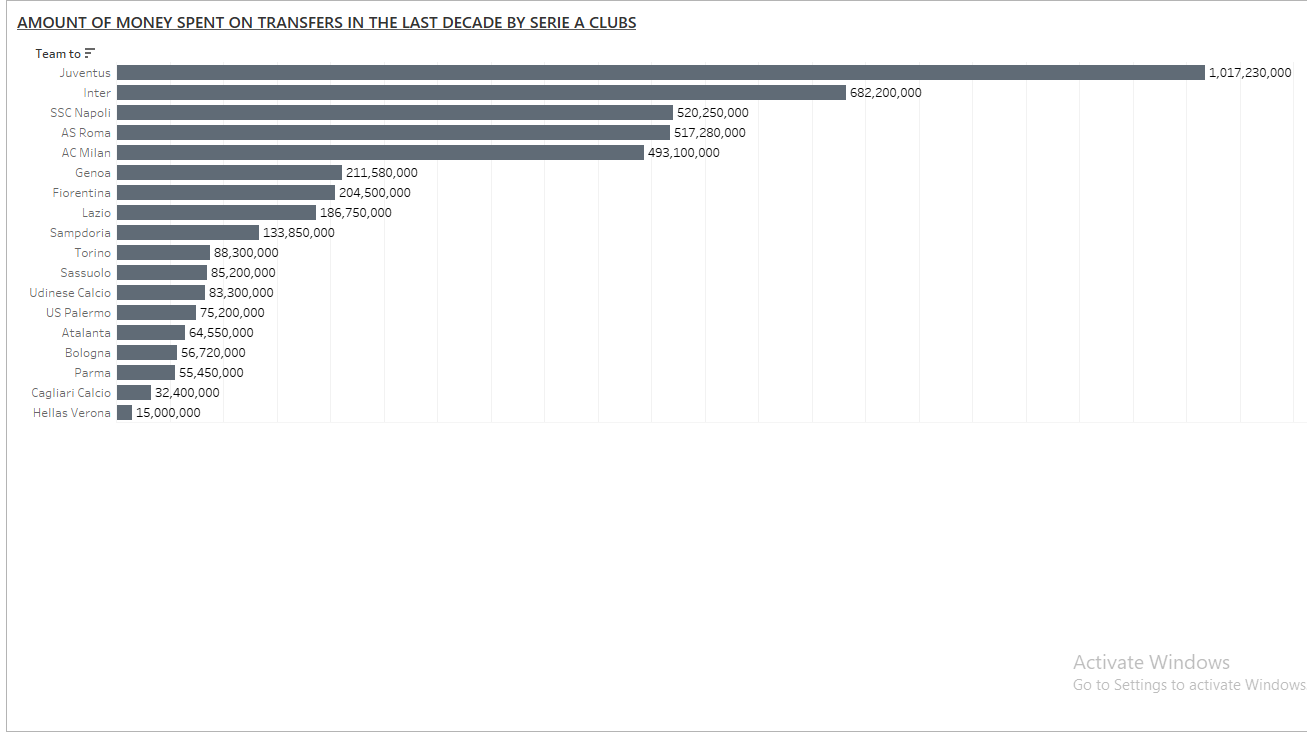 AMOUNT OF MONEY SPENT ON TRANSFERS IN THE LAST DECADE BY SERIE A CLUBS
Team to
Juventus 1,017,230,000
Inter 682,200,000
SSC Napoli 520,250,000
AS Roma 517,280,000
AC Milan 493,100,000
Genoa 211,580,000
Fiorentina 204,500,000
Lazio 186,750,000
Sampdoria 133,850,000
Torino 88,300,000
Sassuolo 85,200,000
Udinese Calcio 83,300,000
US Palermo 75,200,000
Atalanta 64,550,000
Bologna 56,720,000
Parma 55,450,000
Cagliari Calcio 32,400,000
Hellas Verona 15,000,000
Activate Windows
Go to Settings to activate Windows